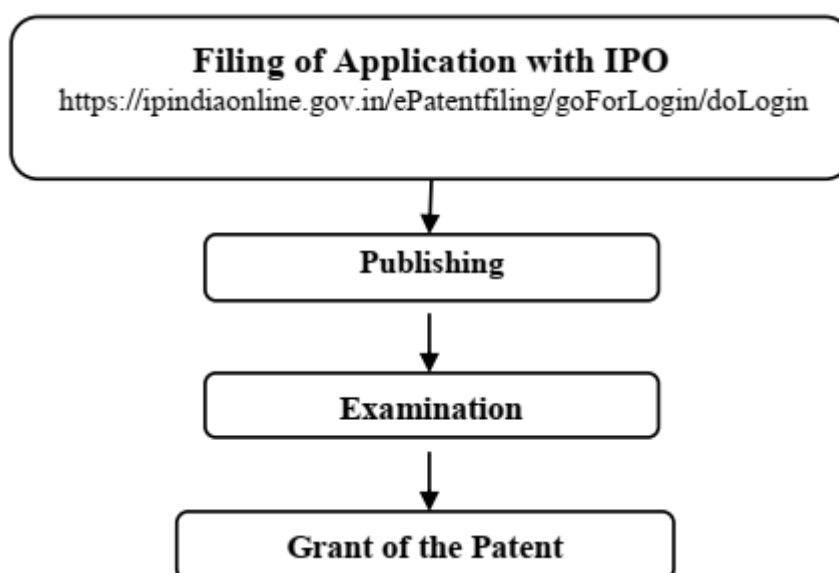 Filing of Application with IPO
https://ipindiaonline.gov.in/ePatentfiling/goForLogin/doLogin
Publishing
Examination
Grant of the Patent